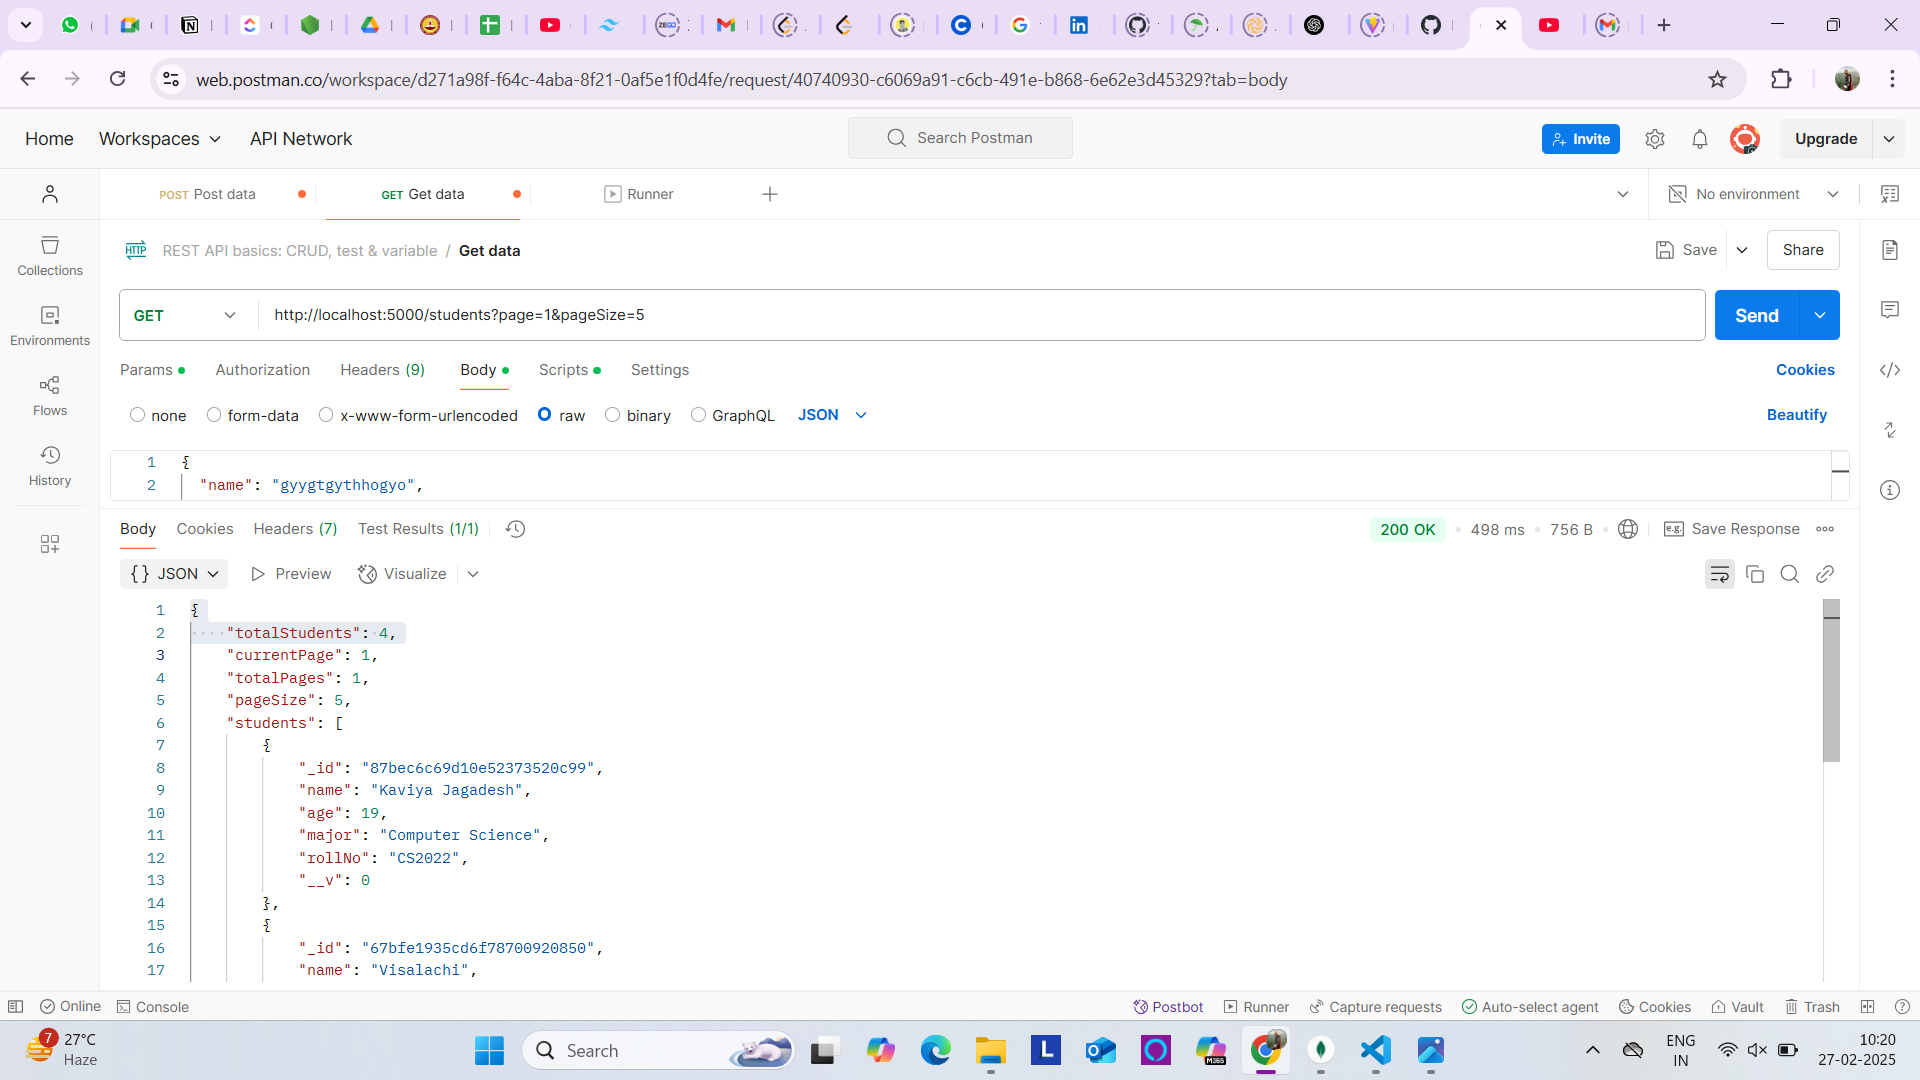 web.postman.co/workspace/d271a98f-f64c-4aba-8f21-0af5e1f0d4fe/request/40740930-c6069a91-c6cb-491e-b868-6e62e3d45329?tab=body
Home Workspaces API Network Search Postman Invite Upgrade
POST Post data GET Get data Runner No environment
HTTP REST API basics: CRUD, test & variable / Get data Save Share
GET http://localhost:5000/students?page=1&pageSize=5 Send
Params Authorization Headers (9) Body Scripts Settings Cookies
none form-data x-www-form-urlencoded raw binary GraphQL JSON Beautify
1 {
2 "name": "gyygtgythhogyo",
Collections
Environments
Flows
History
Body Cookies Headers (7) Test Results (1/1) 200 OK 498 ms 756 B e.g. Save Response
{} JSON Preview Visualize
1 {
2 "totalStudents": 4,
3 "currentPage": 1,
4 "totalPages": 1,
5 "pageSize": 5,
6 "students": [
7 {
8 "_id": "87bec6c69d10e52373520c99",
9 "name": "Kaviya Jagadesh",
10 "age": 19,
11 "major": "Computer Science",
12 "rollNo": "CS2022",
13 "__v": 0
14 },
15 {
16 "_id": "67bfe1935cd6f78700920850",
17 "name": "Visalachi",
Online Console Postbot Runner Capture requests Auto-select agent Cookies Vault Trash
7 27°C
Haze
Search
ENG
IN
10:20
27-02-2025